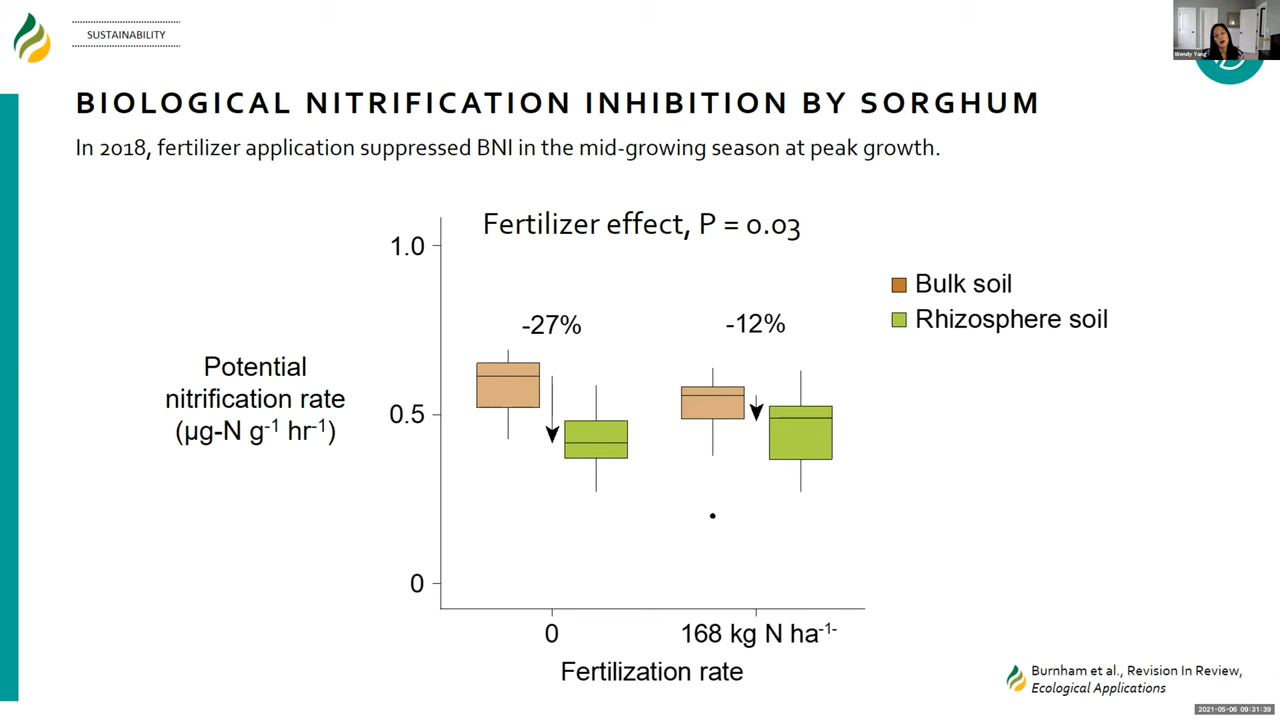 SUSTAINABILITY
Wendy Yang
BIOLOGICAL NITRIFICATION INHIBITION BY SORGHUM
In 2018, fertilizer application suppressed BNI in the mid-growing season at peak growth.
Fertilizer effect, P = 0.03
1.0
Bulk soil
Rhizosphere soil
-27%
-12%
Potential
nitrification rate
(µg-N g⁻¹ hr⁻¹)
0.5
0
0
168 kg N ha⁻¹⁻
Fertilization rate
Burnham et al., Revision In Review,
Ecological Applications
2021-05-06 09:31:39